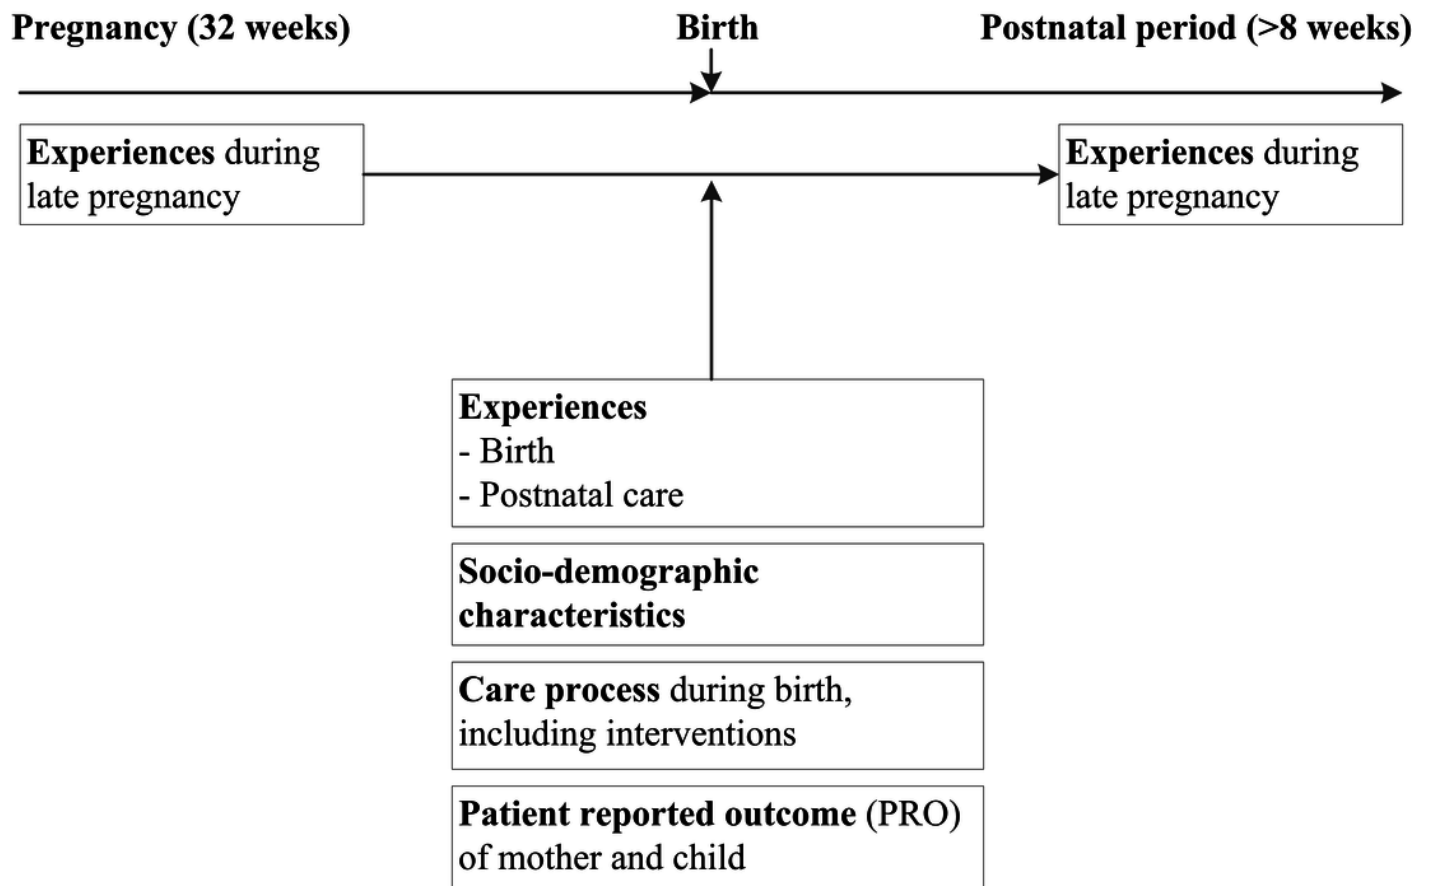 Pregnancy (32 weeks)
Birth
Postnatal period (>8 weeks)
Experiences during
late pregnancy
Experiences during
late pregnancy
Experiences
- Birth
- Postnatal care
Socio-demographic
characteristics
Care process during birth,
including interventions
Patient reported outcome (PRO)
of mother and child